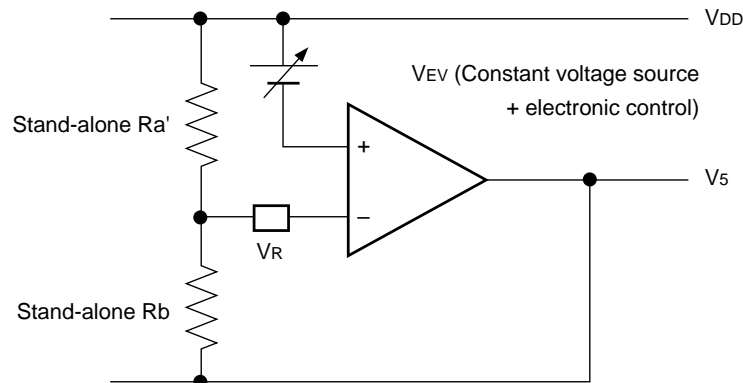 VDD
VEV (Constant voltage source
+ electronic control)
Stand-alone Ra'
+
V5
−
VR
Stand-alone Rb